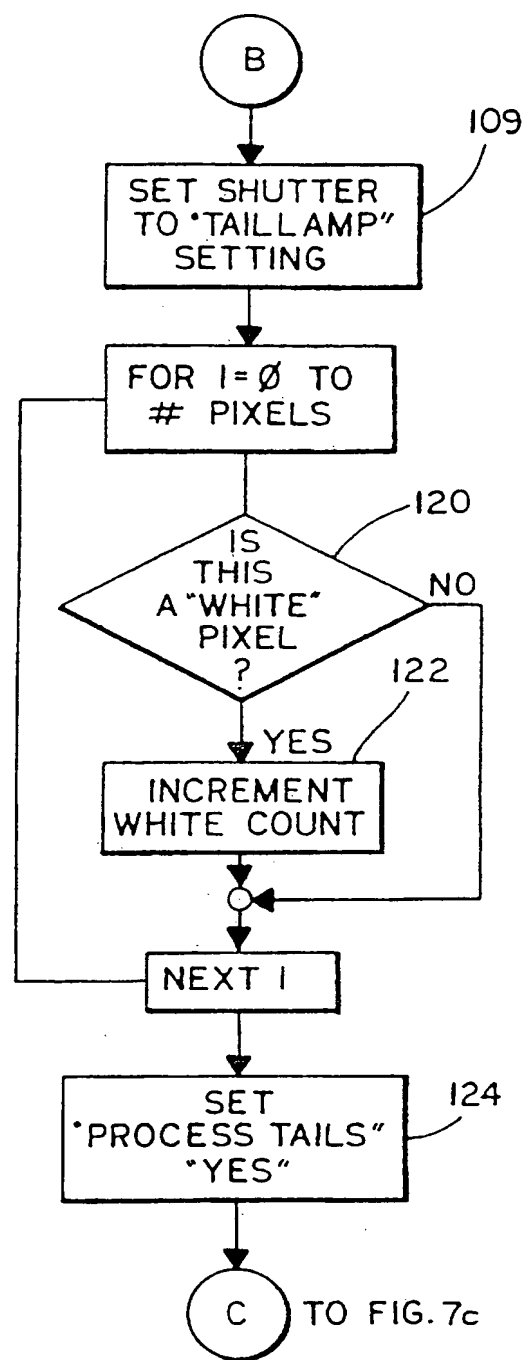 B
109
SET SHUTTER
TO "TAILLAMP"
SETTING
FOR I=Ø TO
# PIXELS
120
IS
THIS
A "WHITE"
PIXEL
?
NO
122
YES
INCREMENT
WHITE COUNT
NEXT I
124
SET
"PROCESS TAILS"
"YES"
C TO FIG. 7c